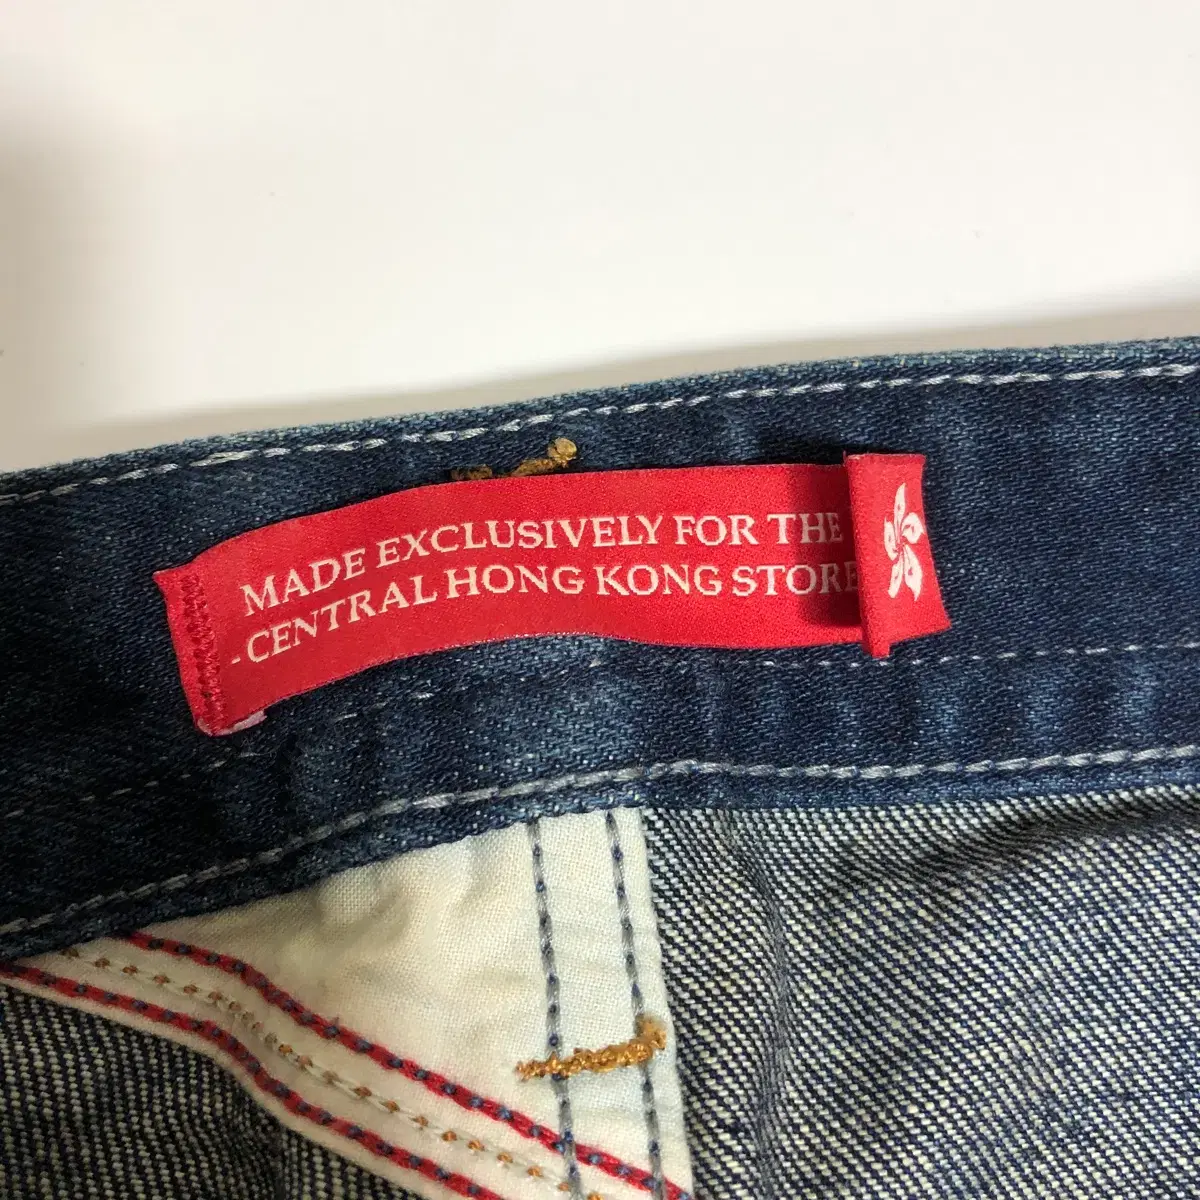 MADE EXCLUSIVELY FOR THE
-CENTRAL HONG KONG STORE